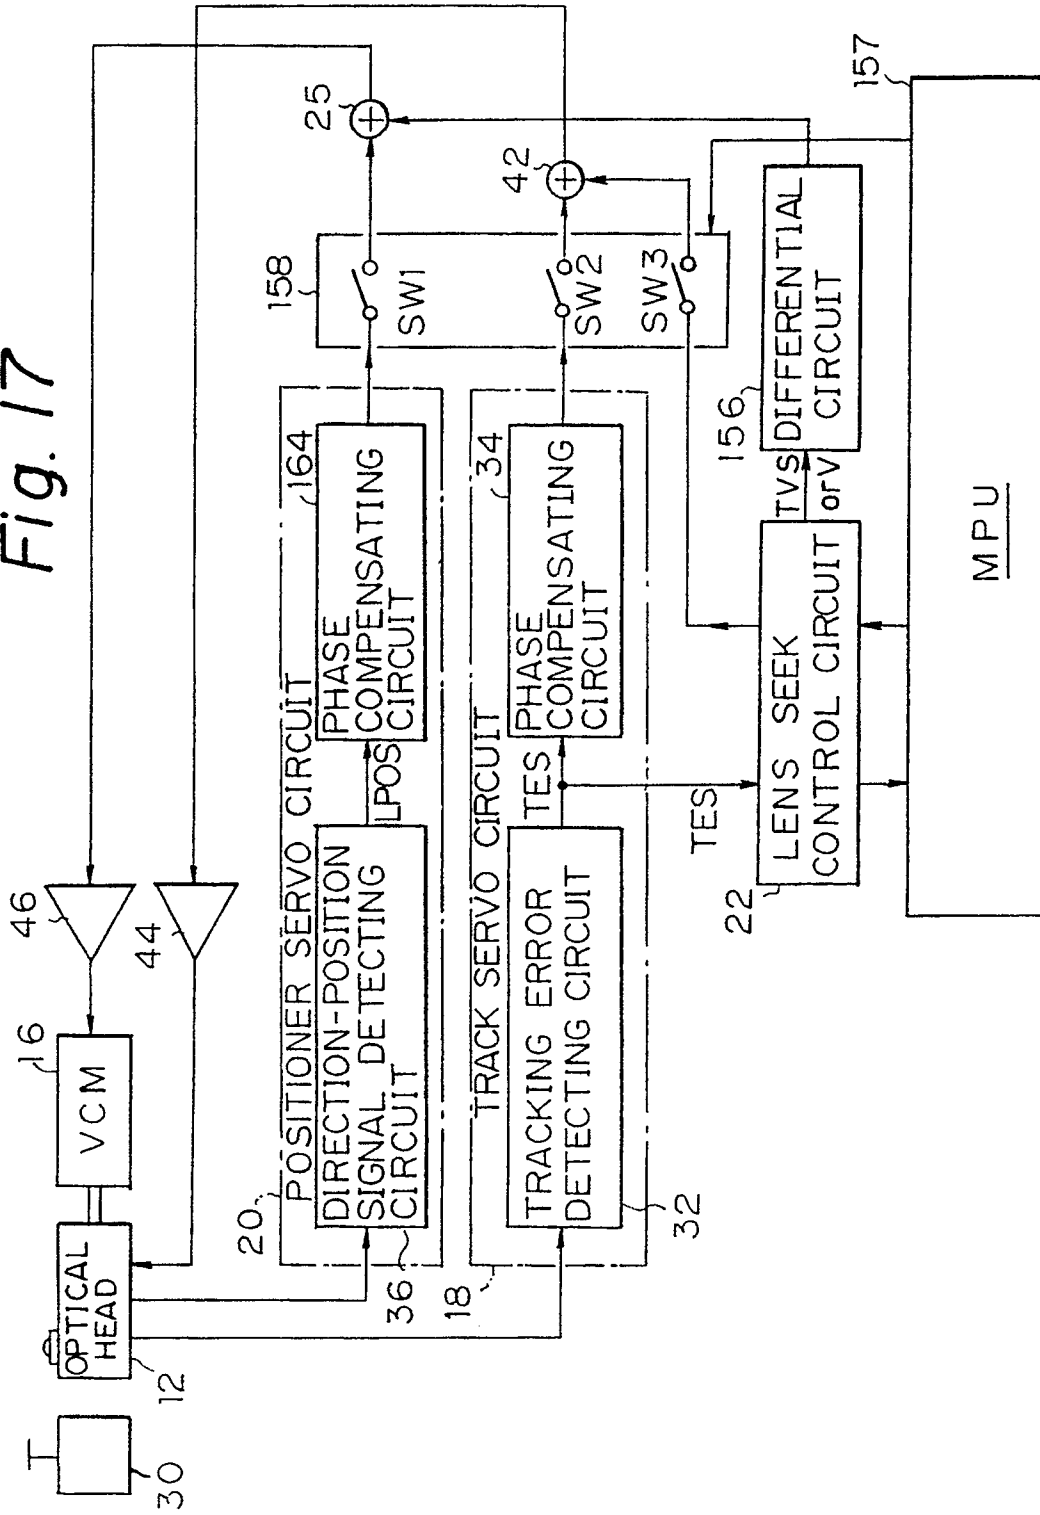 Fig. 17
30
OPTICAL
HEAD
12
VCM
16
46
44
20
POSITIONER SERVO CIRCUIT
DIRECTION-POSITION
SIGNAL DETECTING
CIRCUIT
36
LPOS
PHASE
COMPENSATING
CIRCUIT
164
18
TRACK SERVO CIRCUIT
TRACKING ERROR
DETECTING CIRCUIT
32
TES
PHASE
COMPENSATING
CIRCUIT
34
TES
158
SW1
SW2
SW3
25
42
22
LENS SEEK
CONTROL CIRCUIT
TVS
orV
156
DIFFERENTIAL
CIRCUIT
157
MPU